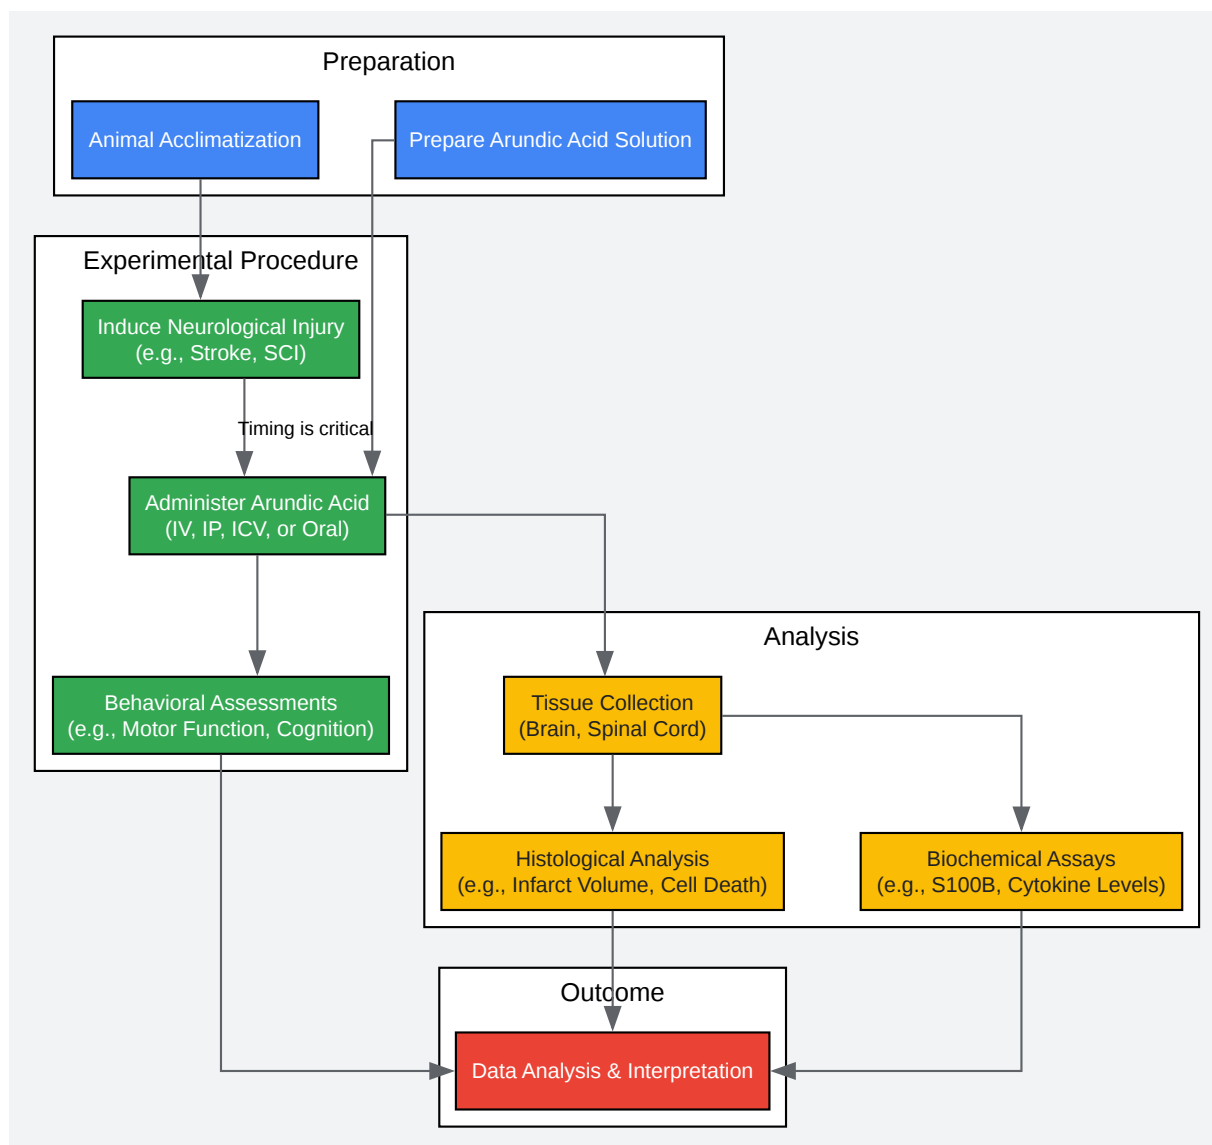 Preparation
Animal Acclimatization
Prepare Arundic Acid Solution
Experimental Procedure
Induce Neurological Injury
(e.g., Stroke, SCI)
Timing is critical
Administer Arundic Acid
(IV, IP, ICV, or Oral)
Behavioral Assessments
(e.g., Motor Function, Cognition)
Analysis
Tissue Collection
(Brain, Spinal Cord)
Histological Analysis
(e.g., Infarct Volume, Cell Death)
Biochemical Assays
(e.g., S100B, Cytokine Levels)
Outcome
Data Analysis & Interpretation